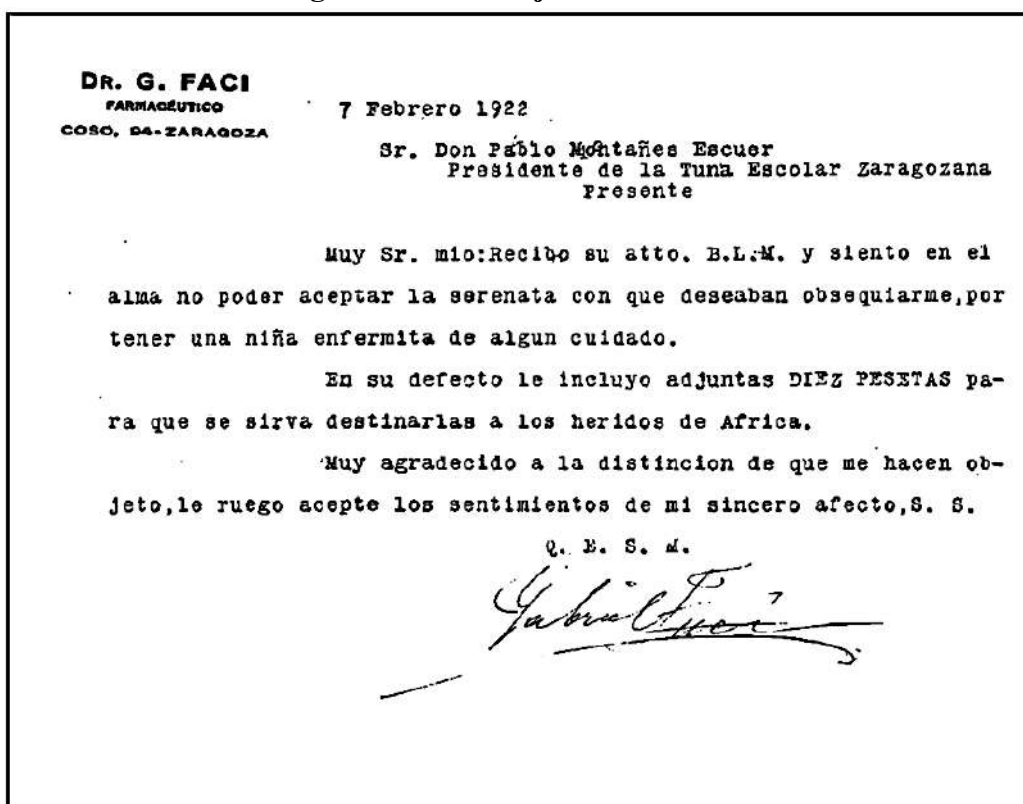 DR. G. FACI
FARMACÉUTICO
COSO, 94-ZARAGOZA
7 Febrero 1922
Sr. Don Pablo Montañes Escuer
Presidente de la Tuna Escolar Zaragozana
Presente
Muy Sr. mio:Recibo su atto. B.L.M. y siento en el
alma no poder aceptar la serenata con que deseaban obsequiarme,por
tener una niña enfermita de algun cuidado.
En su defecto le incluyo adjuntas DIEZ PESETAS pa-
ra que se sirva destinarlas a los heridos de Africa.
Muy agradecido a la distincion de que me hacen ob-
jeto,le ruego acepte los sentimientos de mi sincero afecto,S. S.
Q. E. S. M.
Gabriel Faci